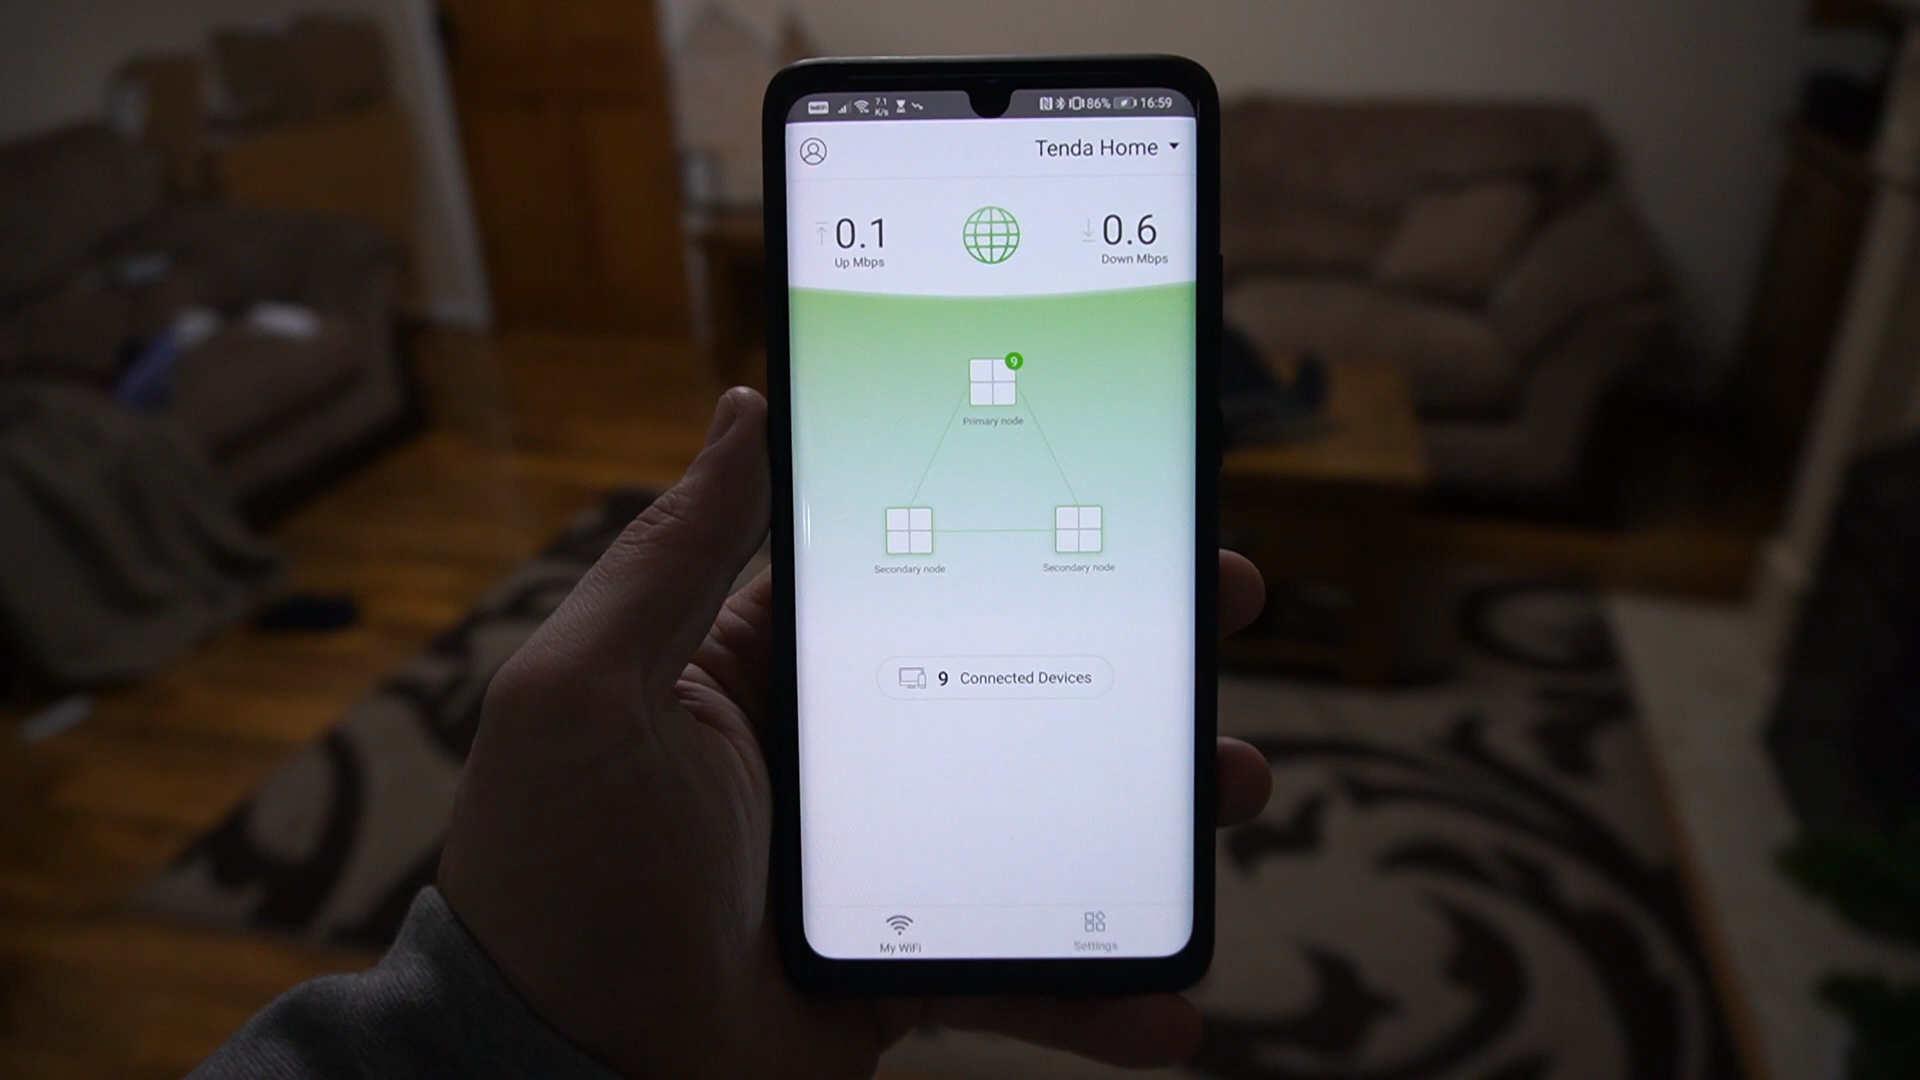 7.1
K/s
86% 16:59
Tenda Home
0.1
Up Mbps
0.6
Down Mbps
9
Primary node
Secondary node
Secondary node
9 Connected Devices
My WiFi
Settings